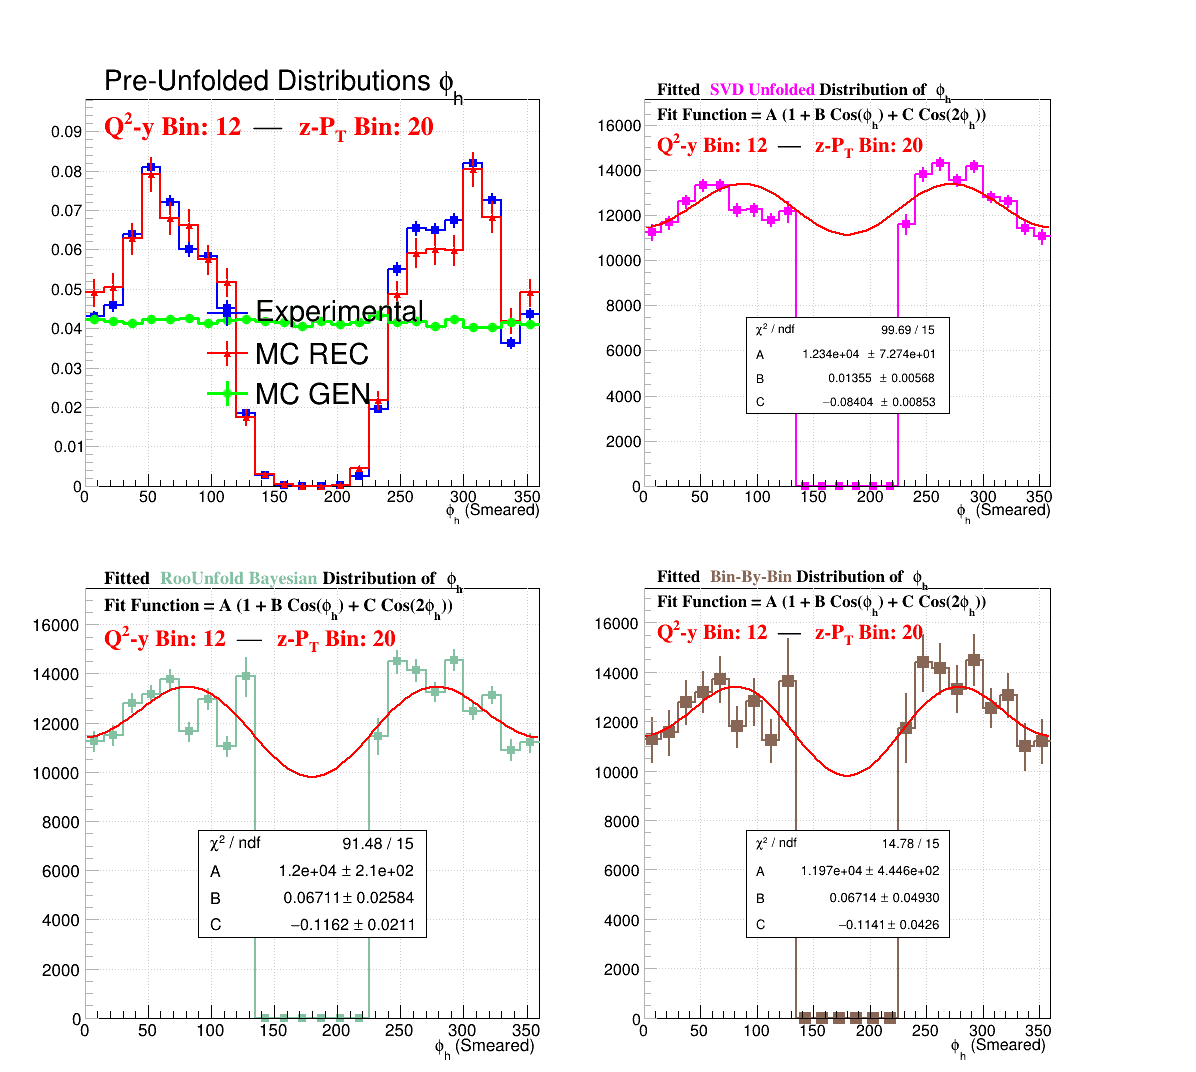 Pre-Unfolded Distributions ϕh
Q2-y Bin: 12 — z-PT Bin: 20
0.09
0.08
0.07
0.06
0.05
0.04
0.03
0.02
0.01
0
Experimental
MC REC
MC GEN
0 50 100 150 200 250 300 350
ϕh (Smeared)
Fitted SVD Unfolded Distribution of ϕh
Fit Function = A (1 + B Cos(ϕh) + C Cos(2ϕh))
Q2-y Bin: 12 — z-PT Bin: 20
16000
14000
12000
10000
8000
6000
4000
2000
0
χ2 / ndf 99.69 / 15
A 1.234e+04 ± 7.274e+01
B 0.01355 ± 0.00568
C −0.08404 ± 0.00853
0 50 100 150 200 250 300 350
ϕh (Smeared)
Fitted RooUnfold Bayesian Distribution of ϕh
Fit Function = A (1 + B Cos(ϕh) + C Cos(2ϕh))
Q2-y Bin: 12 — z-PT Bin: 20
16000
14000
12000
10000
8000
6000
4000
2000
0
χ2 / ndf 91.48 / 15
A 1.2e+04 ± 2.1e+02
B 0.06711 ± 0.02584
C −0.1162 ± 0.0211
0 50 100 150 200 250 300 350
ϕh (Smeared)
Fitted Bin-By-Bin Distribution of ϕh
Fit Function = A (1 + B Cos(ϕh) + C Cos(2ϕh))
Q2-y Bin: 12 — z-PT Bin: 20
16000
14000
12000
10000
8000
6000
4000
2000
0
χ2 / ndf 14.78 / 15
A 1.197e+04 ± 4.446e+02
B 0.06714 ± 0.04930
C −0.1141 ± 0.0426
0 50 100 150 200 250 300 350
ϕh (Smeared)